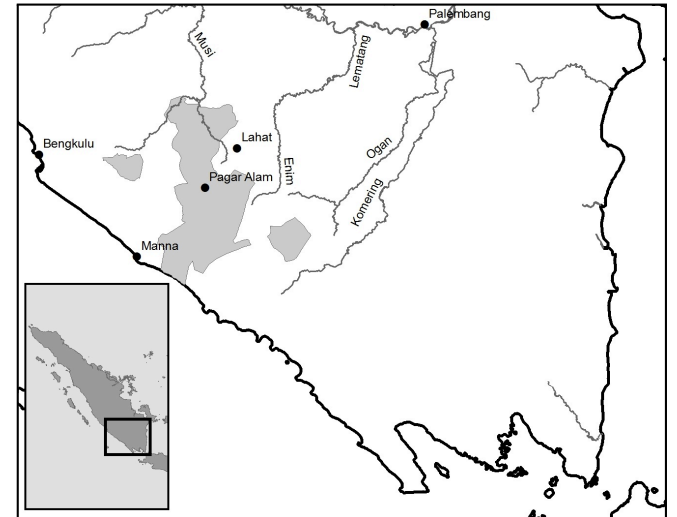 Palembang
Musi
Lematang
Bengkulu
Lahat
Ogan
Enim
Pagar Alam
Komering
Manna